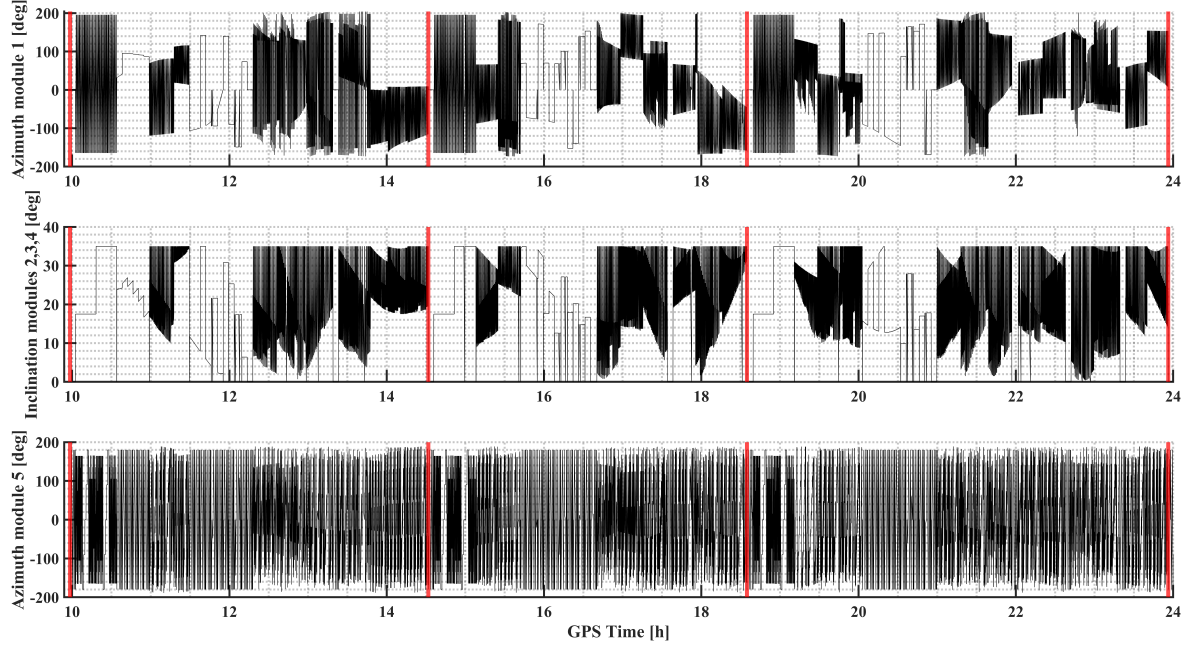 Azimuth module 1 [deg]
200
100
0
-100
-200
10 12 14 16 18 20 22 24
Inclination modules 2,3,4 [deg]
40
30
20
10
0
10 12 14 16 18 20 22 24
Azimuth module 5 [deg]
200
100
0
-100
-200
10 12 14 16 18 20 22 24
GPS Time [h]